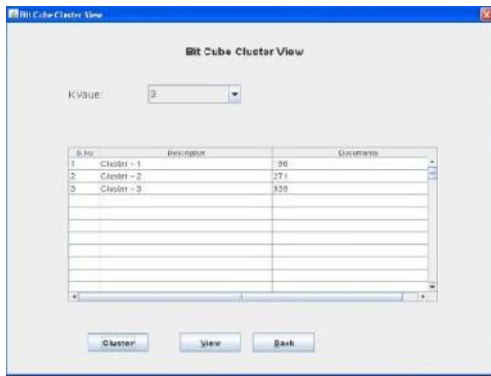 Bit Cube Cluster View
Bit Cube Cluster View
K Value: 3
S.No Description Documents
1 Cluster - 1
2 Cluster - 2 271
3 Cluster - 3
Cluster View Back